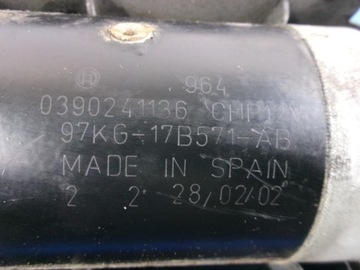 964
0390241136 CHP
97KG-17B571-AB
MADE IN SPAIN
2 2 28/02/02